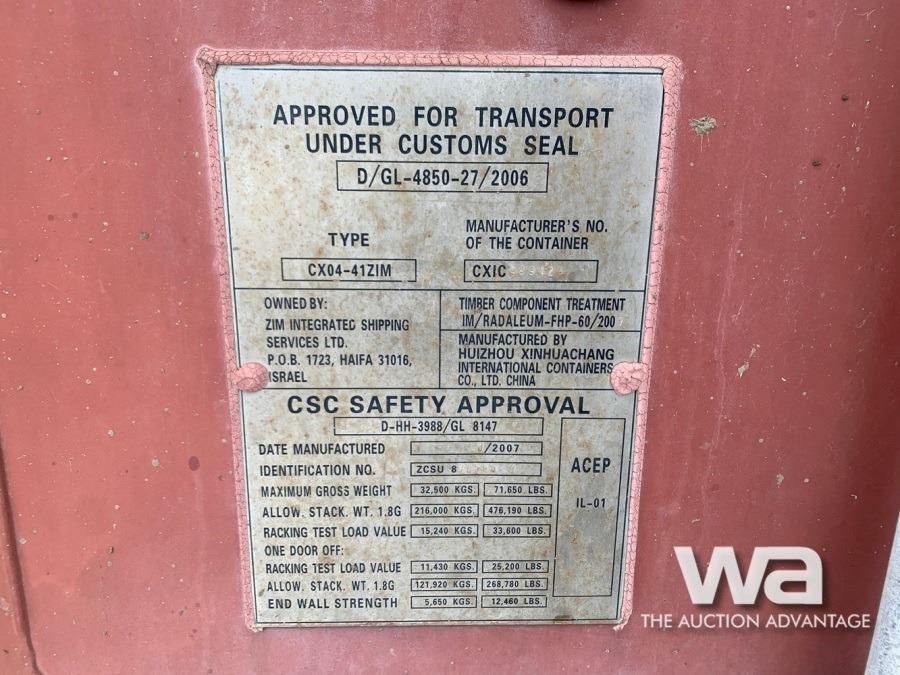 APPROVED FOR TRANSPORT
UNDER CUSTOMS SEAL
D/GL-4850-27/2006
TYPE
CX04-41ZIM
MANUFACTURER'S NO.
OF THE CONTAINER
CXIC
OWNED BY:
ZIM INTEGRATED SHIPPING
SERVICES LTD.
P.O.B. 1723, HAIFA 31016,
ISRAEL
TIMBER COMPONENT TREATMENT
IM/RADALEUM-FHP-60/200
MANUFACTURED BY
HUIZHOU XINHUACHANG
INTERNATIONAL CONTAINERS
CO., LTD. CHINA
CSC SAFETY APPROVAL
D-HH-3988/GL 8147
DATE MANUFACTURED /2007
IDENTIFICATION NO. ZCSU 8
MAXIMUM GROSS WEIGHT 32,500 KGS. 71,650 LBS.
ALLOW. STACK. WT. 1.8G 216,000 KGS. 476,190 LBS.
RACKING TEST LOAD VALUE 15,240 KGS. 33,600 LBS.
ONE DOOR OFF:
RACKING TEST LOAD VALUE 11,430 KGS. 25,200 LBS.
ALLOW. STACK. WT. 1.8G 121,920 KGS. 268,780 LBS.
END WALL STRENGTH 5,650 KGS. 12,460 LBS.
ACEP
IL-01
wa
THE AUCTION ADVANTAGE